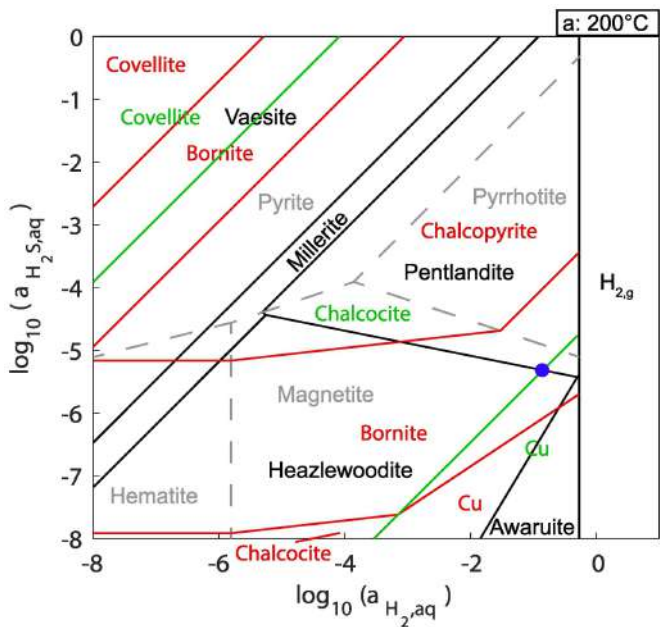 a: 200°C
0
Covellite
-1
Covellite
Vaesite
Bornite
-2
Pyrite
Pyrrhotite
-3
Millerite
Chalcopyrite
Pentlandite
H2,g
-4
Chalcocite
log10 (a H2S,aq)
-5
Magnetite
-6
Bornite
Cu
Heazlewoodite
-7
Hematite
Cu
Awaruite
-8
Chalcocite
-8 -6 -4 -2 0
log10 (a H2,aq)